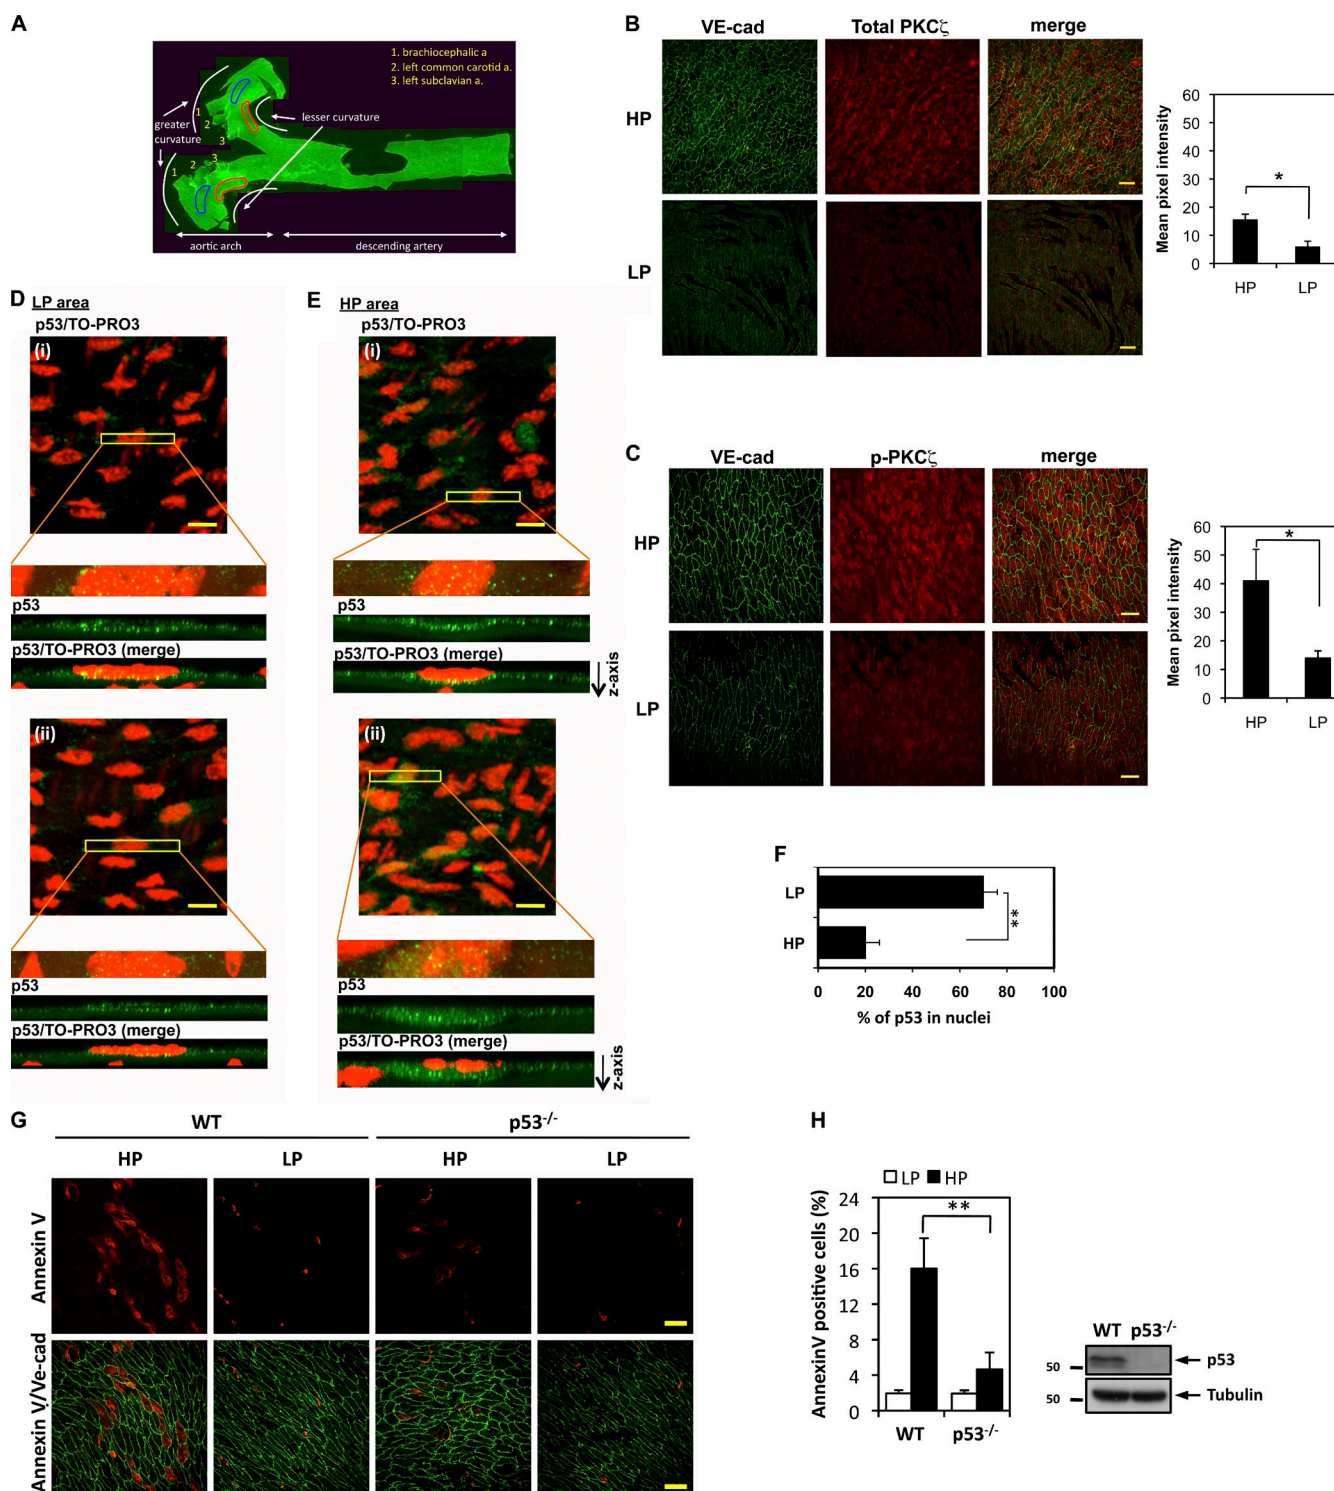 A
1. brachiocephalic a
2. left common carotid a.
3. left subclavian a.
1
2
3
greater
curvature
lesser curvature
3
2
1
aortic arch
descending artery
B
VE-cad
Total PKCζ
merge
HP
LP
Mean pixel intensity
60
50
40
30
20
10
0
*
HP
LP
C
VE-cad
p-PKCζ
merge
HP
LP
Mean pixel intensity
60
50
40
30
20
10
0
*
HP
LP
D
LP area
p53/TO-PRO3
(i)
p53
p53/TO-PRO3 (merge)
(ii)
p53
p53/TO-PRO3 (merge)
E
HP area
p53/TO-PRO3
(i)
p53
p53/TO-PRO3 (merge)
z-axis
(ii)
p53
p53/TO-PRO3 (merge)
z-axis
F
LP
HP
**
0 20 40 60 80 100
% of p53 in nuclei
G
WT
p53-/-
HP
LP
HP
LP
Annexin V
Annexin V/Ve-cad
H
LP HP
AnnexinV positive cells (%)
24
20
16
12
8
4
0
**
WT
p53-/-
WT p53-/-
50
p53
50
Tubulin